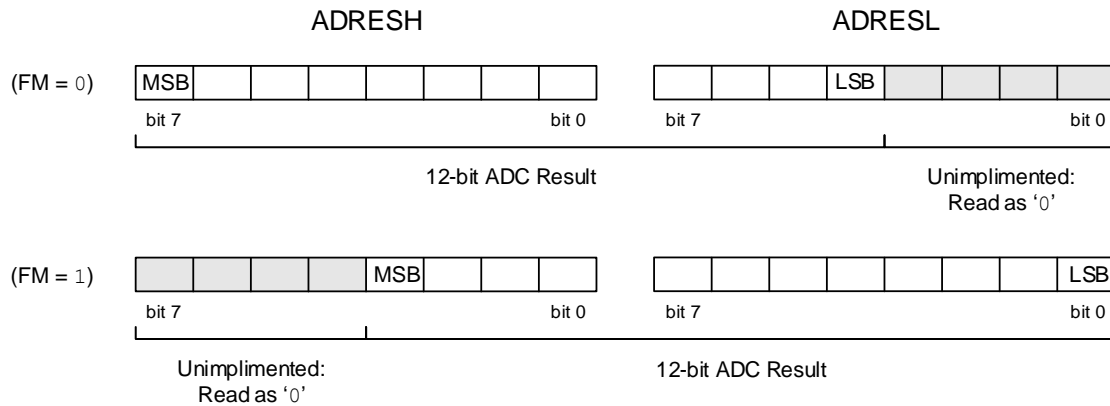 ADRESH ADRESL
(FM = 0) MSB LSB
bit 7 bit 0 bit 7 bit 0
12-bit ADC Result Unimplimented:
Read as ‘0’
(FM = 1) MSB LSB
bit 7 bit 0 bit 7 bit 0
Unimplimented: 12-bit ADC Result
Read as ‘0’